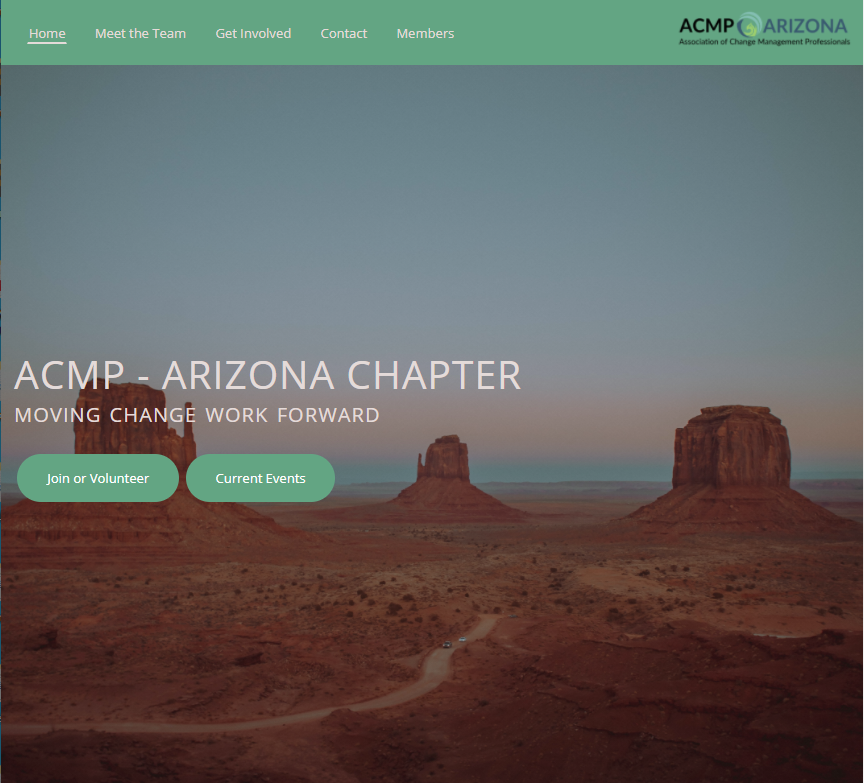 Home Meet the Team Get Involved Contact Members
ACMP ARIZONA
Association of Change Management Professionals
ACMP - ARIZONA CHAPTER
MOVING CHANGE WORK FORWARD
Join or Volunteer Current Events